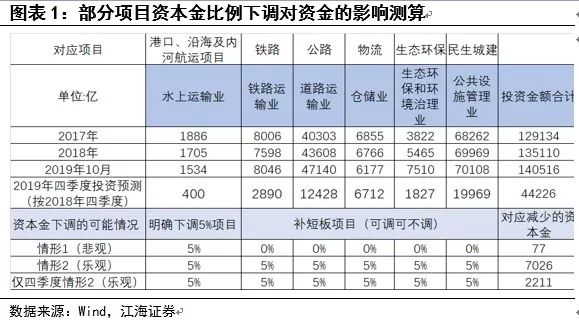 图表1：部分项目资本金比例下调对资金的影响测算
对应项目 港口、沿海及内河航运项目 铁路 公路 物流 生态环保 民生城建 投资金额合计
单位:亿 水上运输业 铁路运输业 道路运输业 仓储业 生态环保和环境治理业 公共设施管理业
2017年 1886 8006 40303 6855 3822 68262 129134
2018年 1705 7598 43608 6766 5465 69969 135110
2019年10月 1534 8046 47140 6177 7510 70108 140516
2019年四季度投资预测（按2018年四季度） 400 2890 12428 6712 1827 19969 44226
资本金下调的可能情况 明确下调5%项目 补短板项目（可调可不调） 对应减少的资本金
情形1（悲观） 5% 0% 0% 0% 0% 0% 77
情形2（乐观） 5% 5% 5% 5% 5% 5% 7026
仅四季度情形2（乐观） 5% 5% 5% 5% 5% 5% 2211
数据来源：Wind，江海证券